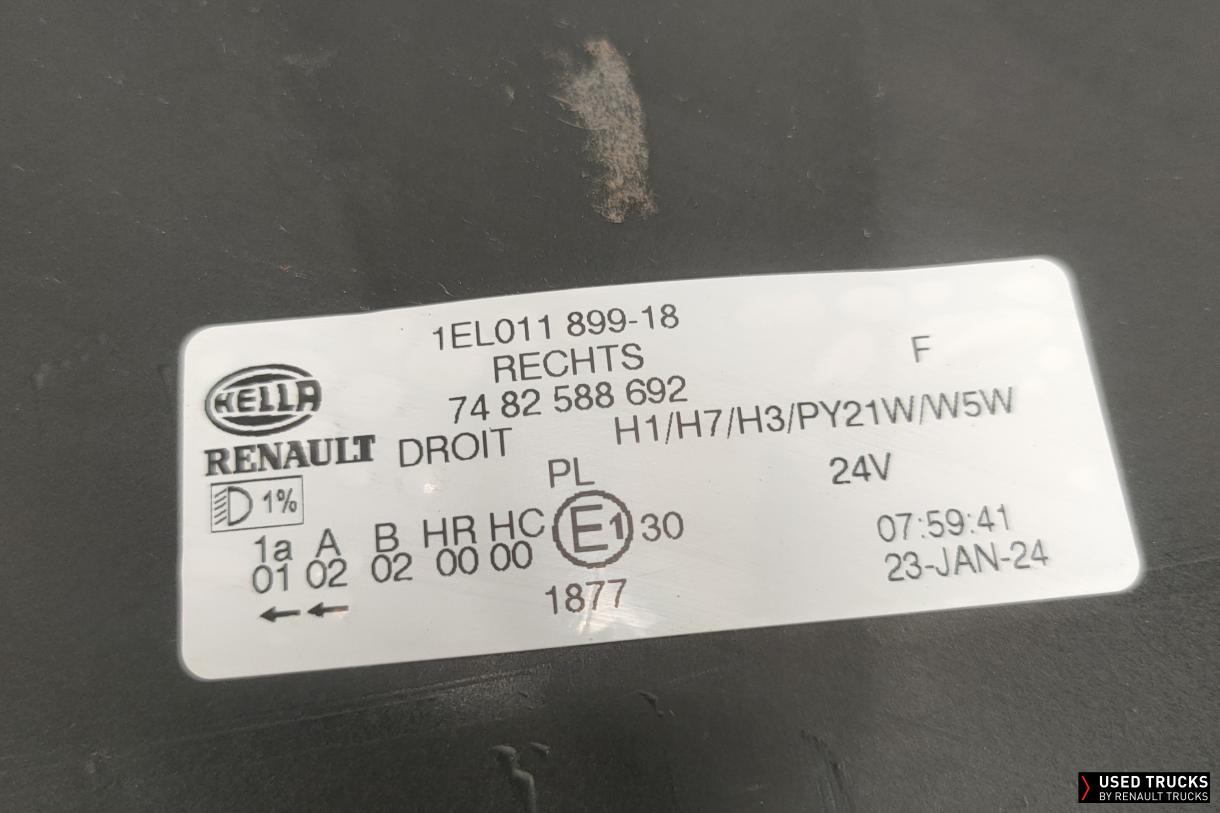 1EL011 899-18
RECHTS
F
HELLA
74 82 588 692
RENAULT
DROIT
H1/H7/H3/PY21W/W5W
PL
24V
1%
1a A B HR HC E1 30
01 02 02 00 00
07:59:41
23-JAN-24
1877
USED TRUCKS
BY RENAULT TRUCKS